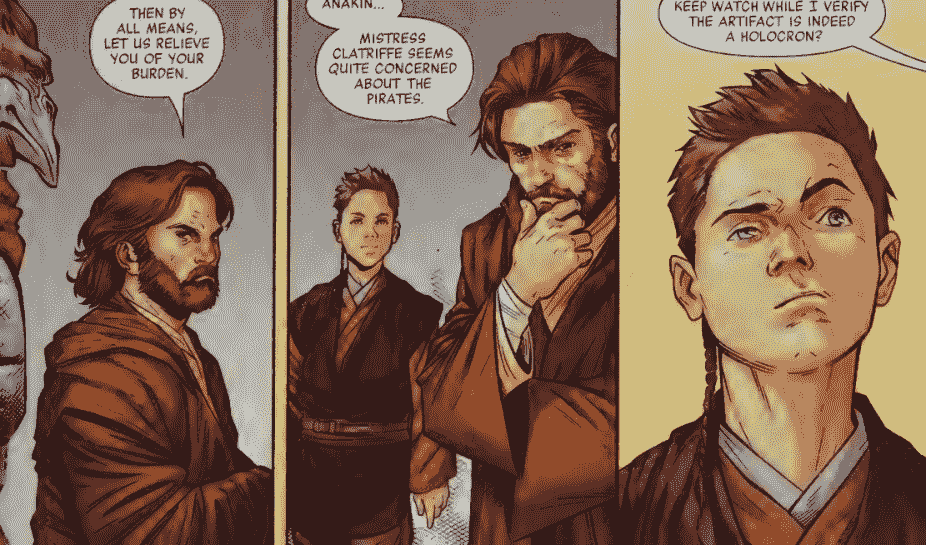 THEN BY
ALL MEANS,
LET US RELIEVE
YOU OF YOUR
BURDEN.
ANAKIN...
MISTRESS
CLATRIFFE SEEMS
QUITE CONCERNED
ABOUT THE
PIRATES.
KEEP WATCH WHILE I VERIFY
THE ARTIFACT IS INDEED
A HOLOCRON?